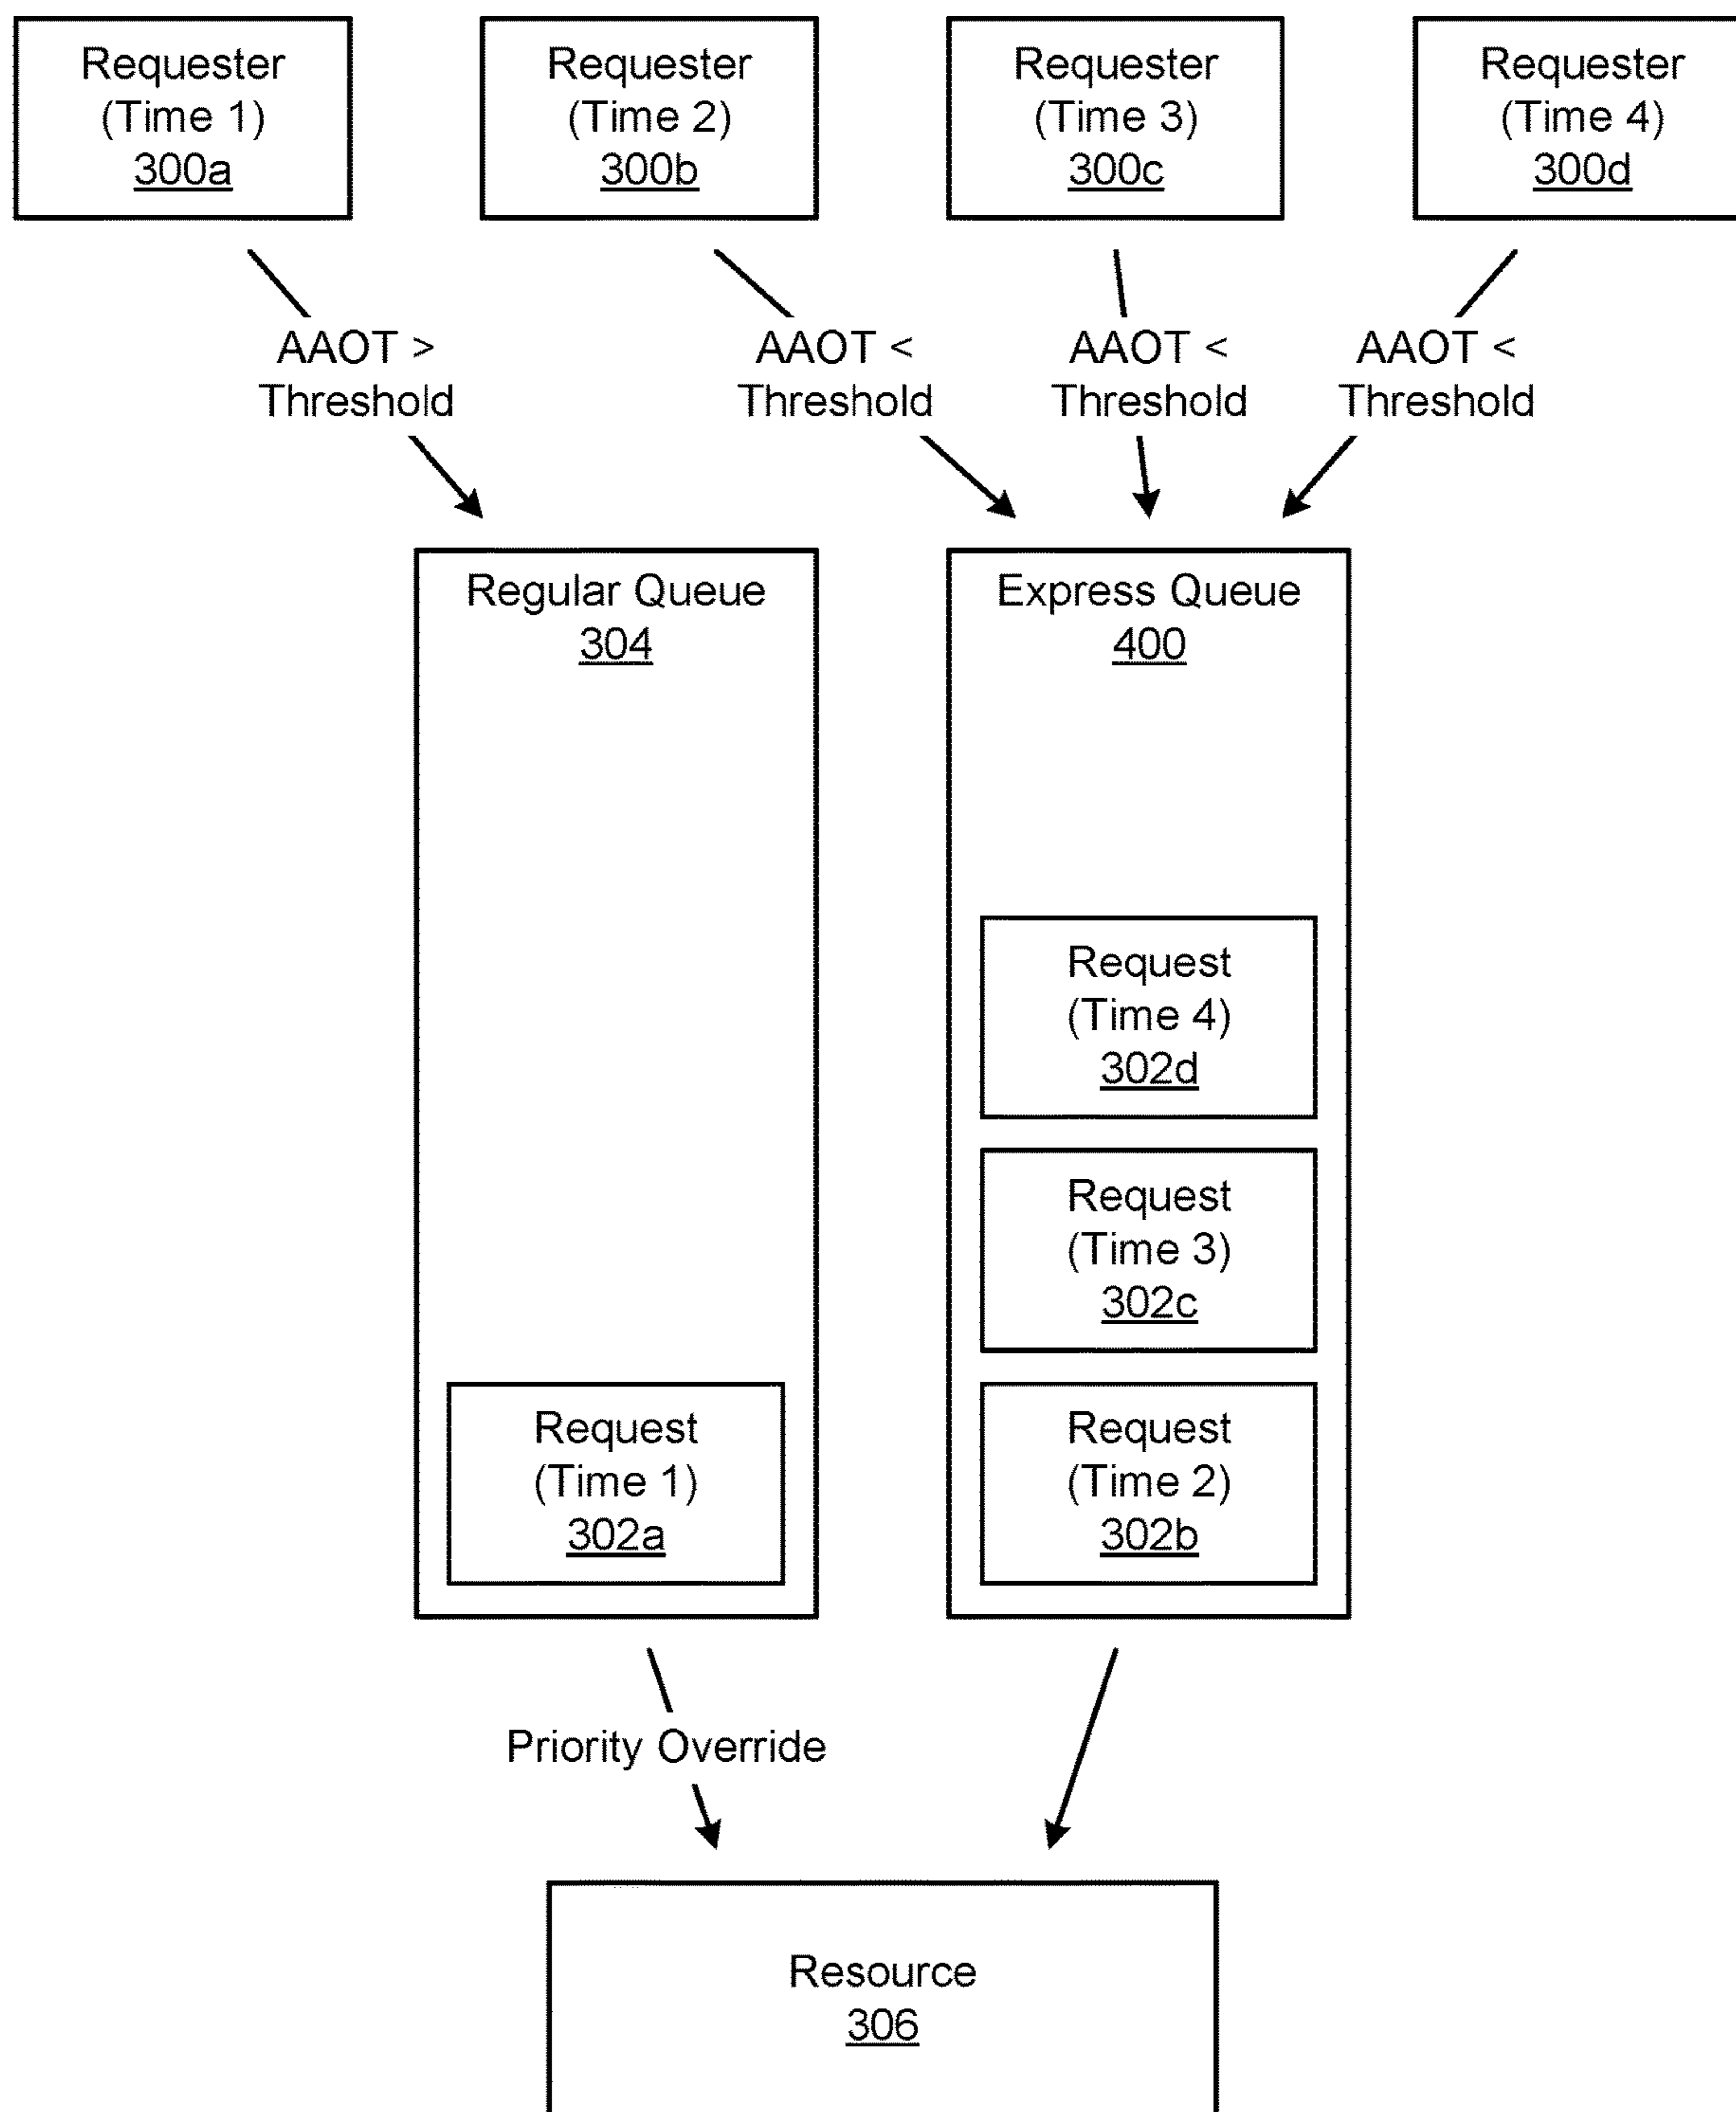 Requester
(Time 1)
300a
Requester
(Time 2)
300b
Requester
(Time 3)
300c
Requester
(Time 4)
300d
AAOT >
Threshold
AAOT <
Threshold
AAOT <
Threshold
AAOT <
Threshold
Regular Queue
304
Express Queue
400
Request
(Time 4)
302d
Request
(Time 3)
302c
Request
(Time 1)
302a
Request
(Time 2)
302b
Priority Override
Resource
306